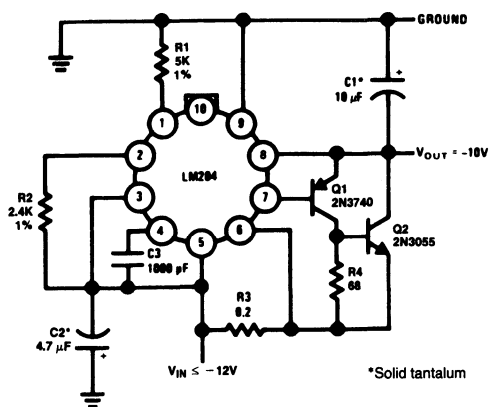 GROUND
R1
5K
1%
C1*
+
10 µF
1
10
9
2
8
VOUT = -10V
R2
2.4K
1%
LM204
Q1
2N3740
3
7
Q2
2N3055
4
5
6
C3
1000 pF
R3
0.2
R4
68
C2*
4.7 µF
+
VIN ≤ -12V
*Solid tantalum